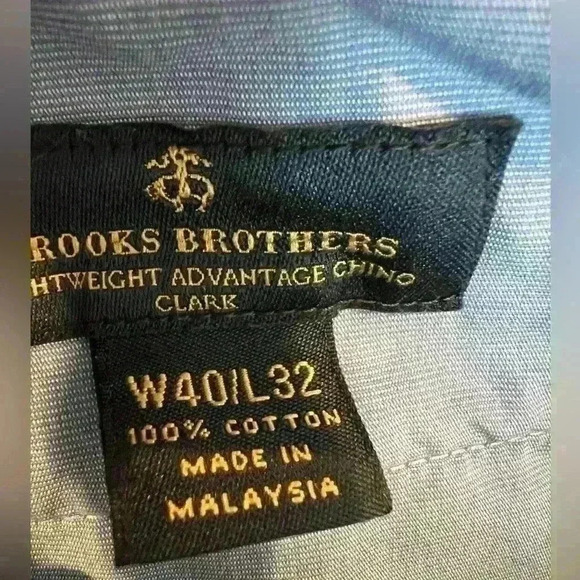 ROOKS BROTHERS
HTWEIGHT ADVANTAGE CHINO
CLARK
W40/L32
100% COTTON
MADE IN
MALAYSIA